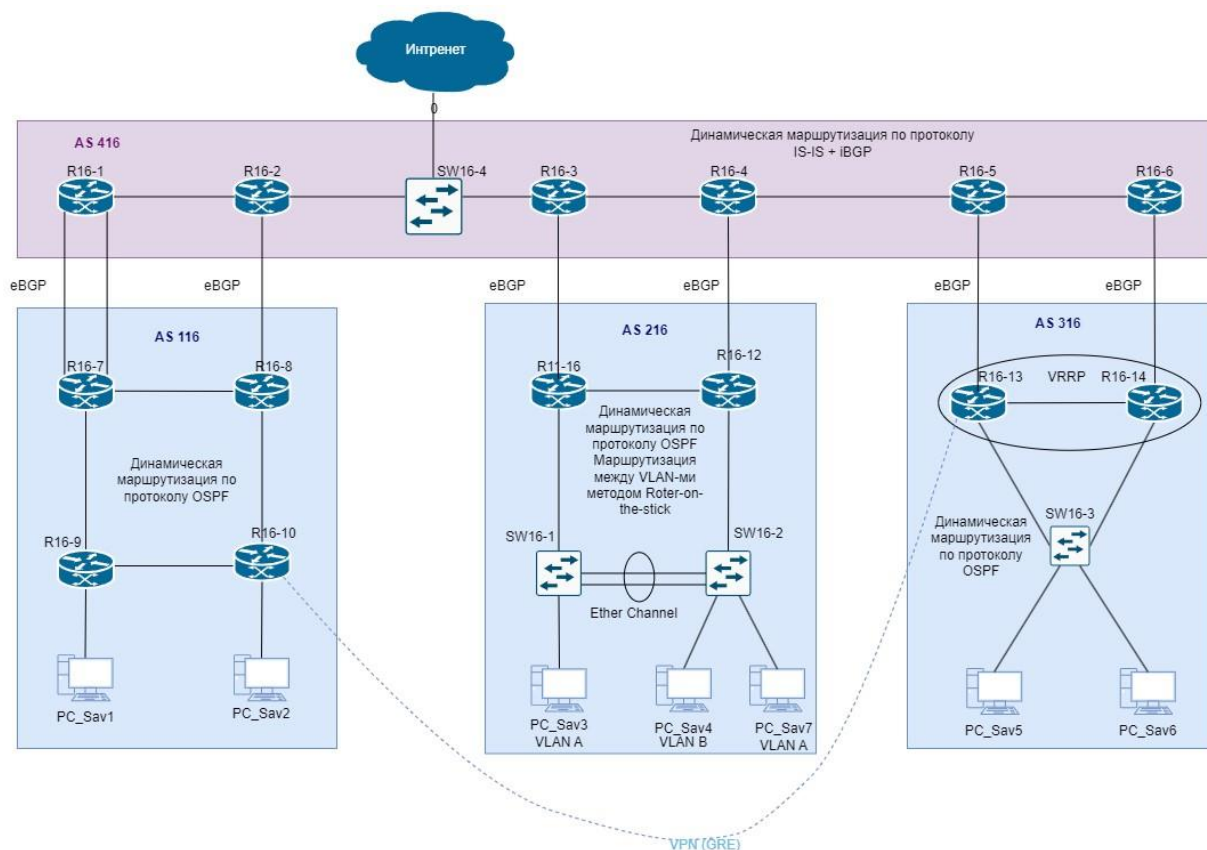 Интренет
0
AS 416
Динамическая маршрутизация по протоколу
IS-IS + iBGP
R16-1
R16-2
SW16-4
R16-3
R16-4
R16-5
R16-6
eBGP
eBGP
eBGP
eBGP
eBGP
eBGP
AS 116
AS 216
AS 316
R16-7
R16-8
R11-16
R16-12
R16-13
VRRP
R16-14
Динамическая
маршрутизация по
протоколу OSPF
Динамическая
маршрутизация по
протоколу OSPF
Маршрутизация
между VLAN-ми
методом Roter-on-
the-stick
Динамическая
маршрутизация
по протоколу
OSPF
R16-9
R16-10
SW16-1
SW16-2
SW16-3
Ether Channel
PC_Sav1
PC_Sav2
PC_Sav3
VLAN A
PC_Sav4
VLAN B
PC_Sav7
VLAN A
PC_Sav5
PC_Sav6
VPN (GRE)